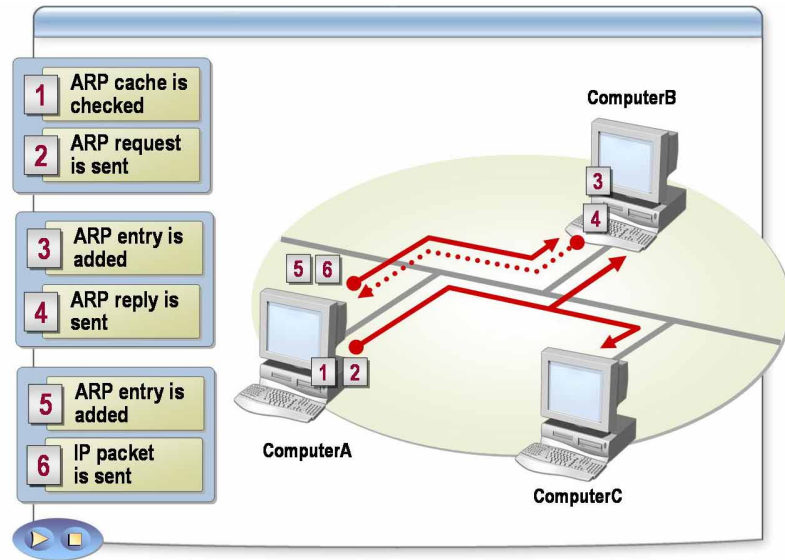 1
ARP cache is
checked
2
ARP request
is sent
3
ARP entry is
added
4
ARP reply is
sent
5
ARP entry is
added
6
IP packet
is sent
ComputerB
3
4
5 6
1 2
ComputerA
ComputerC